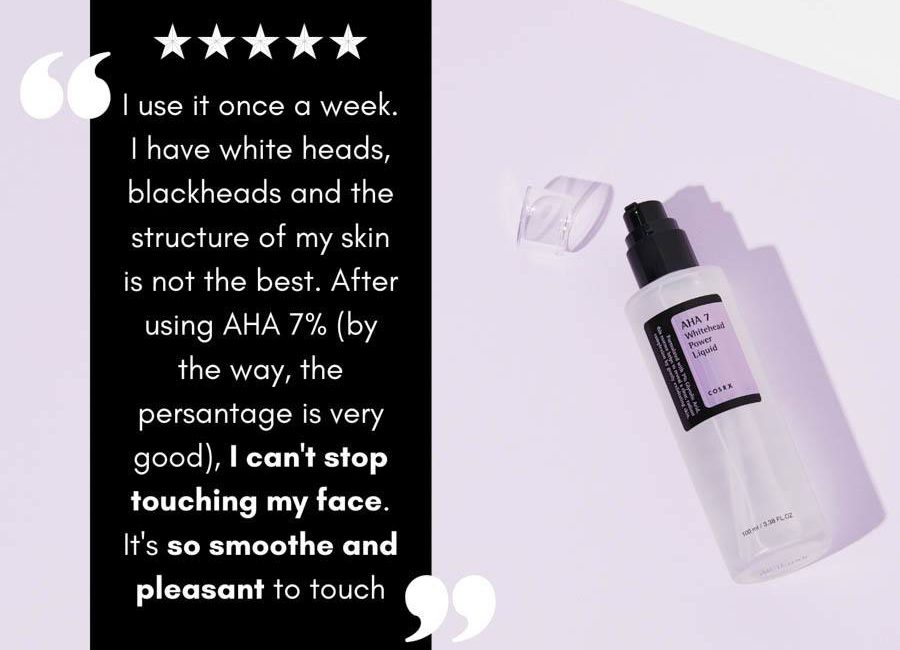 I use it once a week.
I have white heads,
blackheads and the
structure of my skin
is not the best. After
using AHA 7% (by
the way, the
persantage is very
good), I can't stop
touching my face.
It's so smoothe and
pleasant to touch
AHA 7
Whitehead
Power
Liquid
COSRX
100 ml / 3.38 FL.OZ